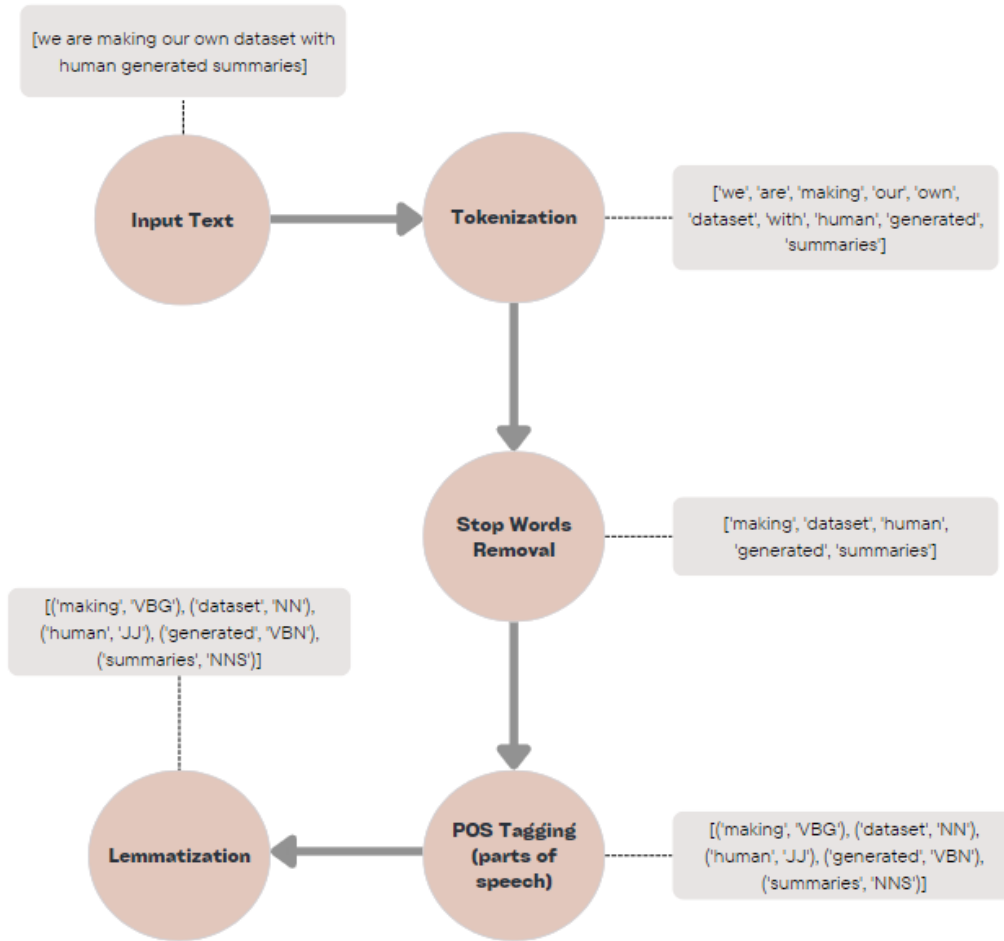 [we are making our own dataset with
human generated summaries]
Input Text
Tokenization
['we', 'are', 'making', 'our', 'own',
'dataset', 'with', 'human', 'generated',
'summaries']
Stop Words
Removal
['making', 'dataset', 'human',
'generated', 'summaries']
POS Tagging
(parts of
speech)
[('making', 'VBG'), ('dataset', 'NN'),
('human', 'JJ'), ('generated', 'VBN'),
('summaries', 'NNS')]
[('making', 'VBG'), ('dataset', 'NN'),
('human', 'JJ'), ('generated', 'VBN'),
('summaries', 'NNS')]
Lemmatization